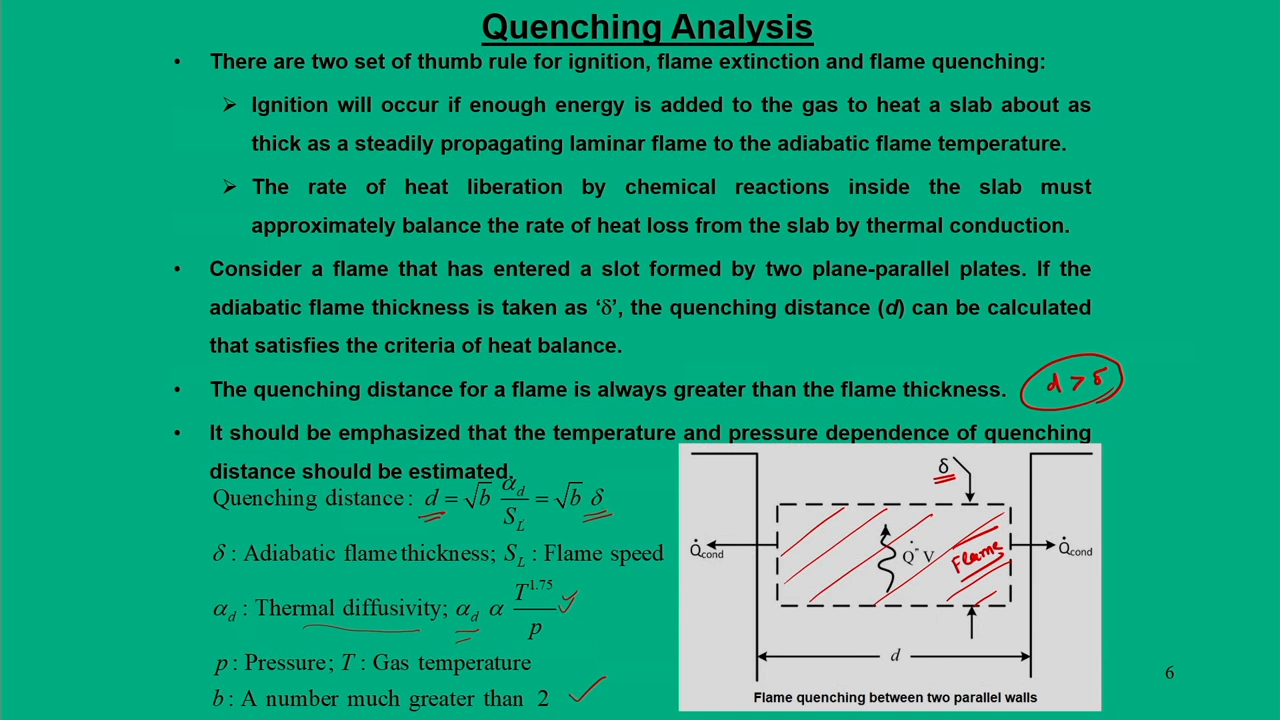 Quenching Analysis
• There are two set of thumb rule for ignition, flame extinction and flame quenching:
➢ Ignition will occur if enough energy is added to the gas to heat a slab about as
thick as a steadily propagating laminar flame to the adiabatic flame temperature.
➢ The rate of heat liberation by chemical reactions inside the slab must
approximately balance the rate of heat loss from the slab by thermal conduction.
• Consider a flame that has entered a slot formed by two plane-parallel plates. If the
adiabatic flame thickness is taken as ‘δ’, the quenching distance (d) can be calculated
that satisfies the criteria of heat balance.
• The quenching distance for a flame is always greater than the flame thickness.
d > δ
• It should be emphasized that the temperature and pressure dependence of quenching
distance should be estimated.
Quenching distance: d = √b α_d/S_L = √b δ
δ : Adiabatic flame thickness; S_L : Flame speed
α_d : Thermal diffusivity; α_d α T^1.75/p
p : Pressure; T : Gas temperature
b : A number much greater than 2
δ
Q̇cond
Q̇''' V
Flame
Q̇cond
d
Flame quenching between two parallel walls
6